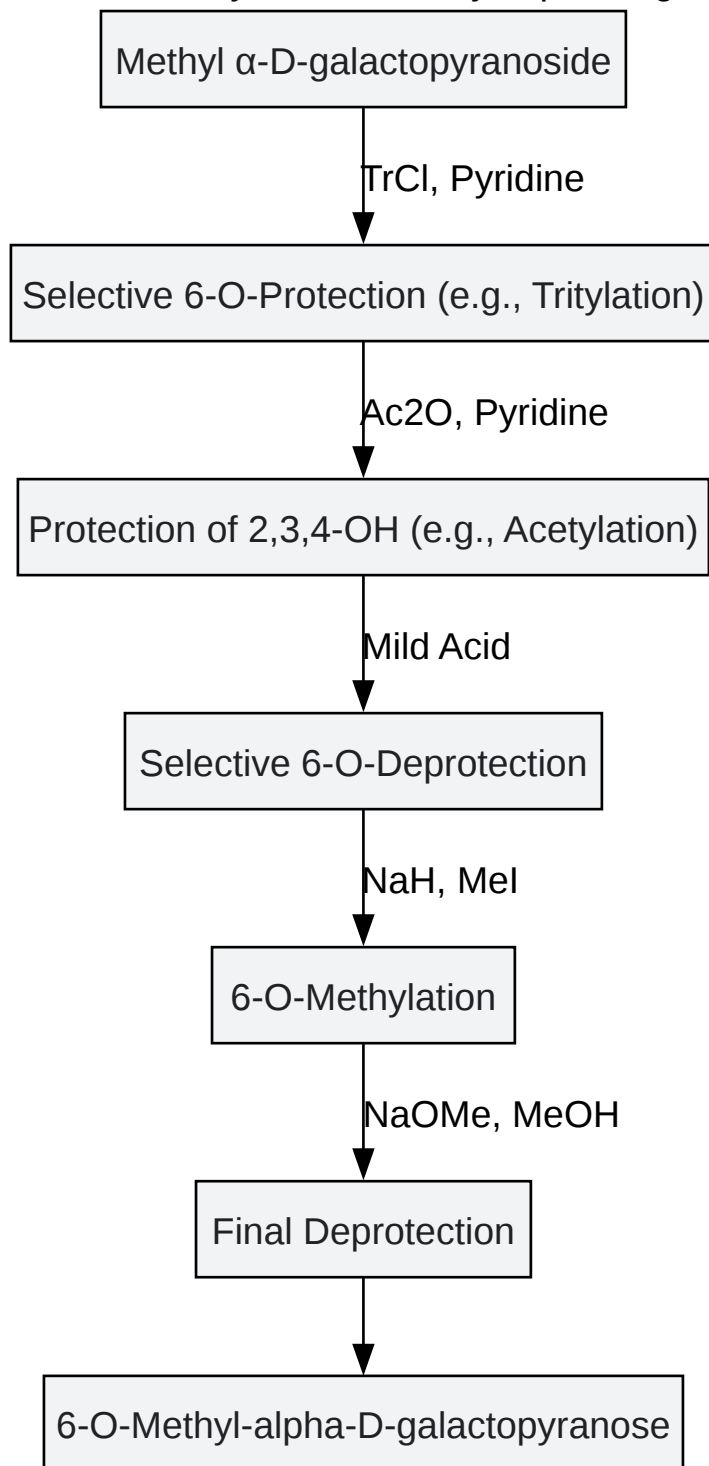 Methyl α-D-galactopyranoside
TrCl, Pyridine
Selective 6-O-Protection (e.g., Tritylation)
Ac2O, Pyridine
Protection of 2,3,4-OH (e.g., Acetylation)
Mild Acid
Selective 6-O-Deprotection
NaH, MeI
6-O-Methylation
NaOMe, MeOH
Final Deprotection
6-O-Methyl-alpha-D-galactopyranose